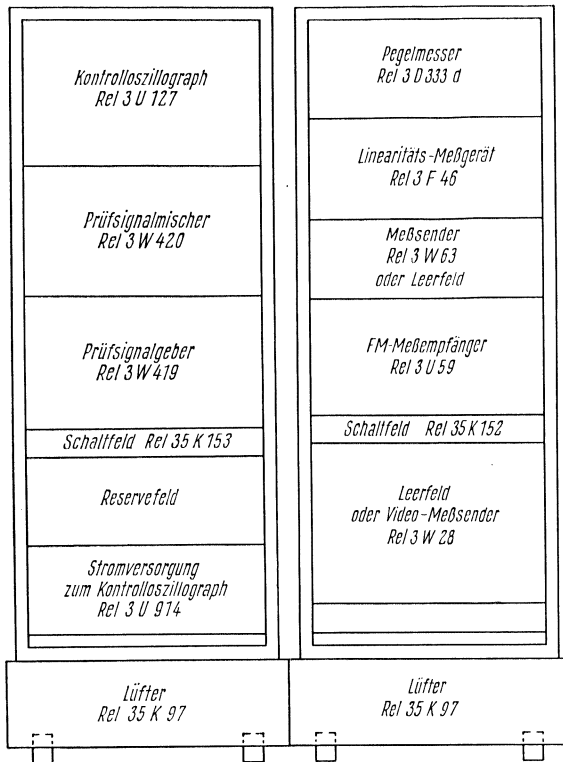 Kontrolloszillograph
Rel 3 U 127
Prüfsignalmischer
Rel 3 W 420
Prüfsignalgeber
Rel 3 W 419
Schaltfeld Rel 35 K 153
Reservefeld
Stromversorgung
zum Kontrolloszillograph
Rel 3 U 914
Lüfter
Rel 35 K 97
Pegelmesser
Rel 3 D 333 d
Linearitäts-Meßgerät
Rel 3 F 46
Meßsender
Rel 3 W 63
oder Leerfeld
FM-Meßempfänger
Rel 3 U 59
Schaltfeld Rel 35 K 152
Leerfeld
oder Video-Meßsender
Rel 3 W 28
Lüfter
Rel 35 K 97